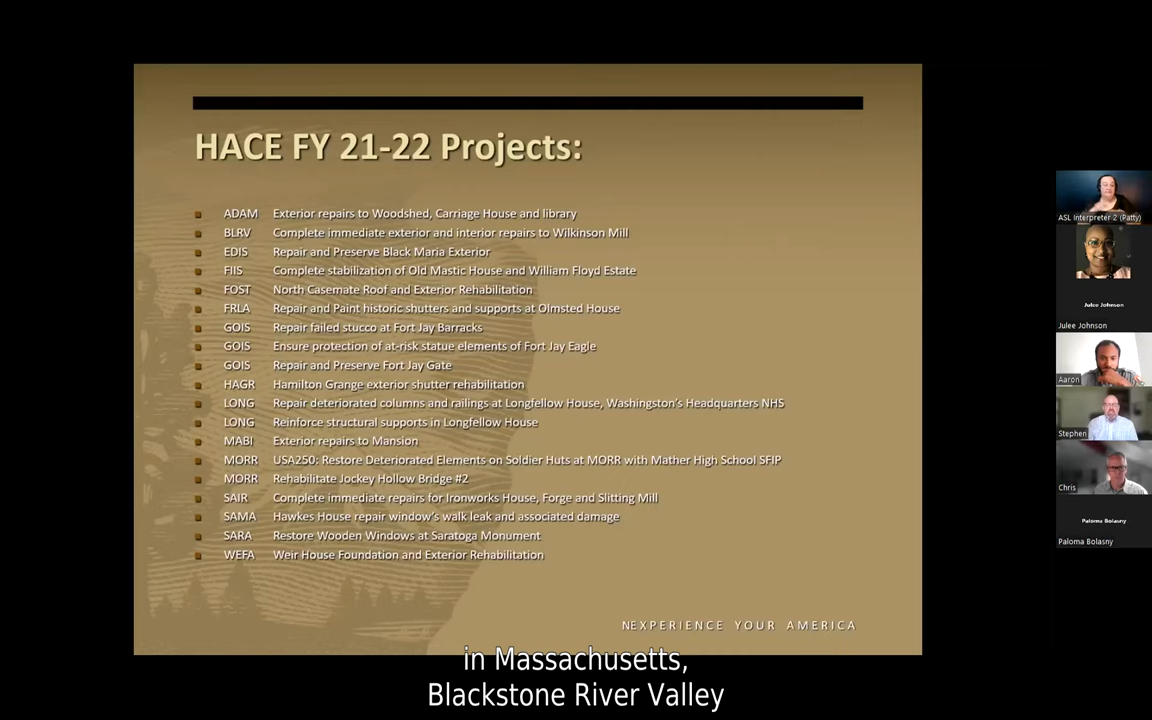 HACE FY 21-22 Projects:
ADAM Exterior repairs to Woodshed, Carriage House and library
BLRV Complete immediate exterior and interior repairs to Wilkinson Mill
EDIS Repair and Preserve Black Maria Exterior
FIIS Complete stabilization of Old Mastic House and William Floyd Estate
FOST North Casemate Roof and Exterior Rehabilitation
FRLA Repair and Paint historic shutters and supports at Olmsted House
GOIS Repair failed stucco at Fort Jay Barracks
GOIS Ensure protection of at-risk statue elements of Fort Jay Eagle
GOIS Repair and Preserve Fort Jay Gate
HAGR Hamilton Grange exterior shutter rehabilitation
LONG Repair deteriorated columns and railings at Longfellow House, Washingston's Headquarters NHS
LONG Reinforce structural supports in Longfellow House
MABI Exterior repairs to Mansion
MORR USA250: Restore Deteriorated Elements on Soldier Huts at MORR with Mather High School SFIP
MORR Rehabilitate Jockey Hollow Bridge #2
SAIR Complete immediate repairs for Ironworks House, Forge and Slitting Mill
SAMA Hawkes House repair window's walk leak and associated damage
SARA Restore Wooden Windows at Saratoga Monument
WEFA Weir House Foundation and Exterior Rehabilitation
NEXPERIENCE YOUR AMERICA
in Massachusetts,
Blackstone River Valley
ASL Interpreter 2 (Patty)
Julee Johnson
Julee Johnson
Aaron
Stephen
Chris
Paloma Bolasny
Paloma Bolasny